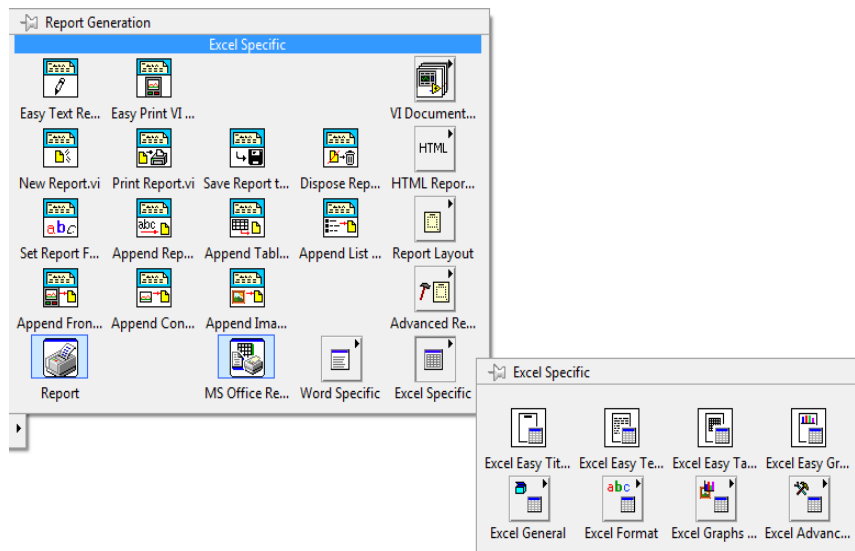 Report Generation
Excel Specific
Easy Text Re... Easy Print VI ... VI Document...
HTML
New Report.vi Print Report.vi Save Report t... Dispose Rep... HTML Repor...
abc
abc
Set Report F... Append Rep... Append Tabl... Append List ... Report Layout
Append Fron... Append Con... Append Ima... Advanced Re...
Report MS Office Re... Word Specific Excel Specific
Excel Specific
Excel Easy Tit... Excel Easy Te... Excel Easy Ta... Excel Easy Gr...
abc
Excel General Excel Format Excel Graphs ... Excel Advanc...